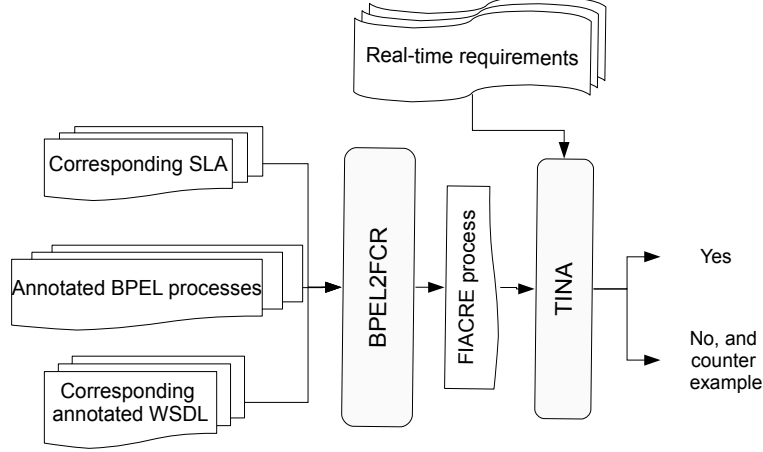 Real-time requirements
Corresponding SLA
Annotated BPEL processes
Corresponding
annotated WSDL
BPEL2FCR
FIACRE process
TINA
Yes
No, and
counter
example